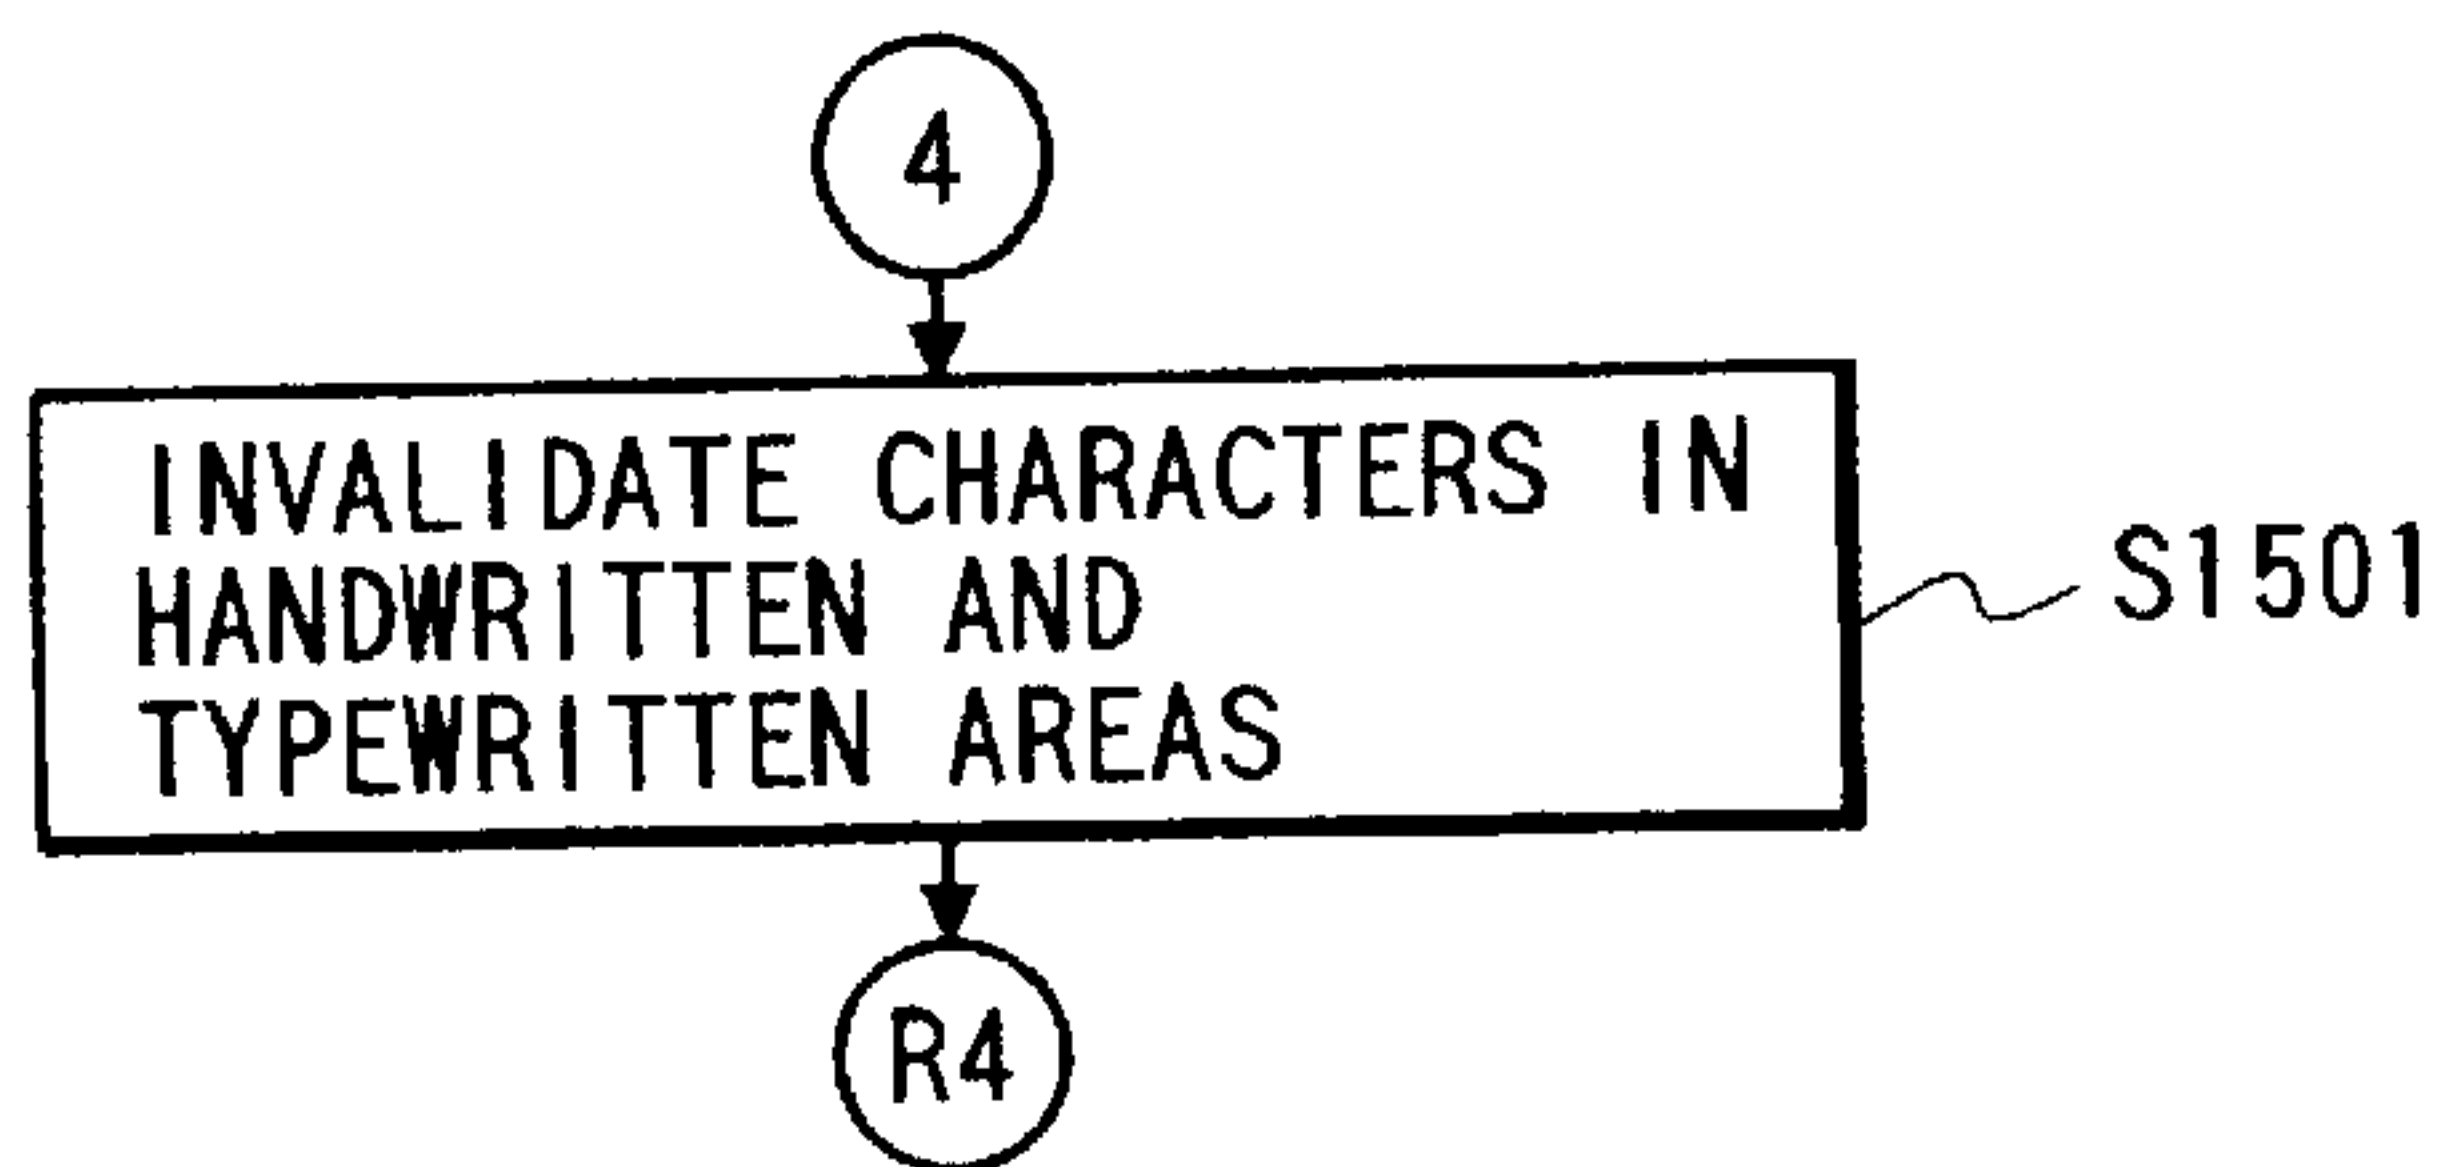 4
INVALIDATE CHARACTERS IN
HANDWRITTEN AND
TYPEWRITTEN AREAS
S1501
R4